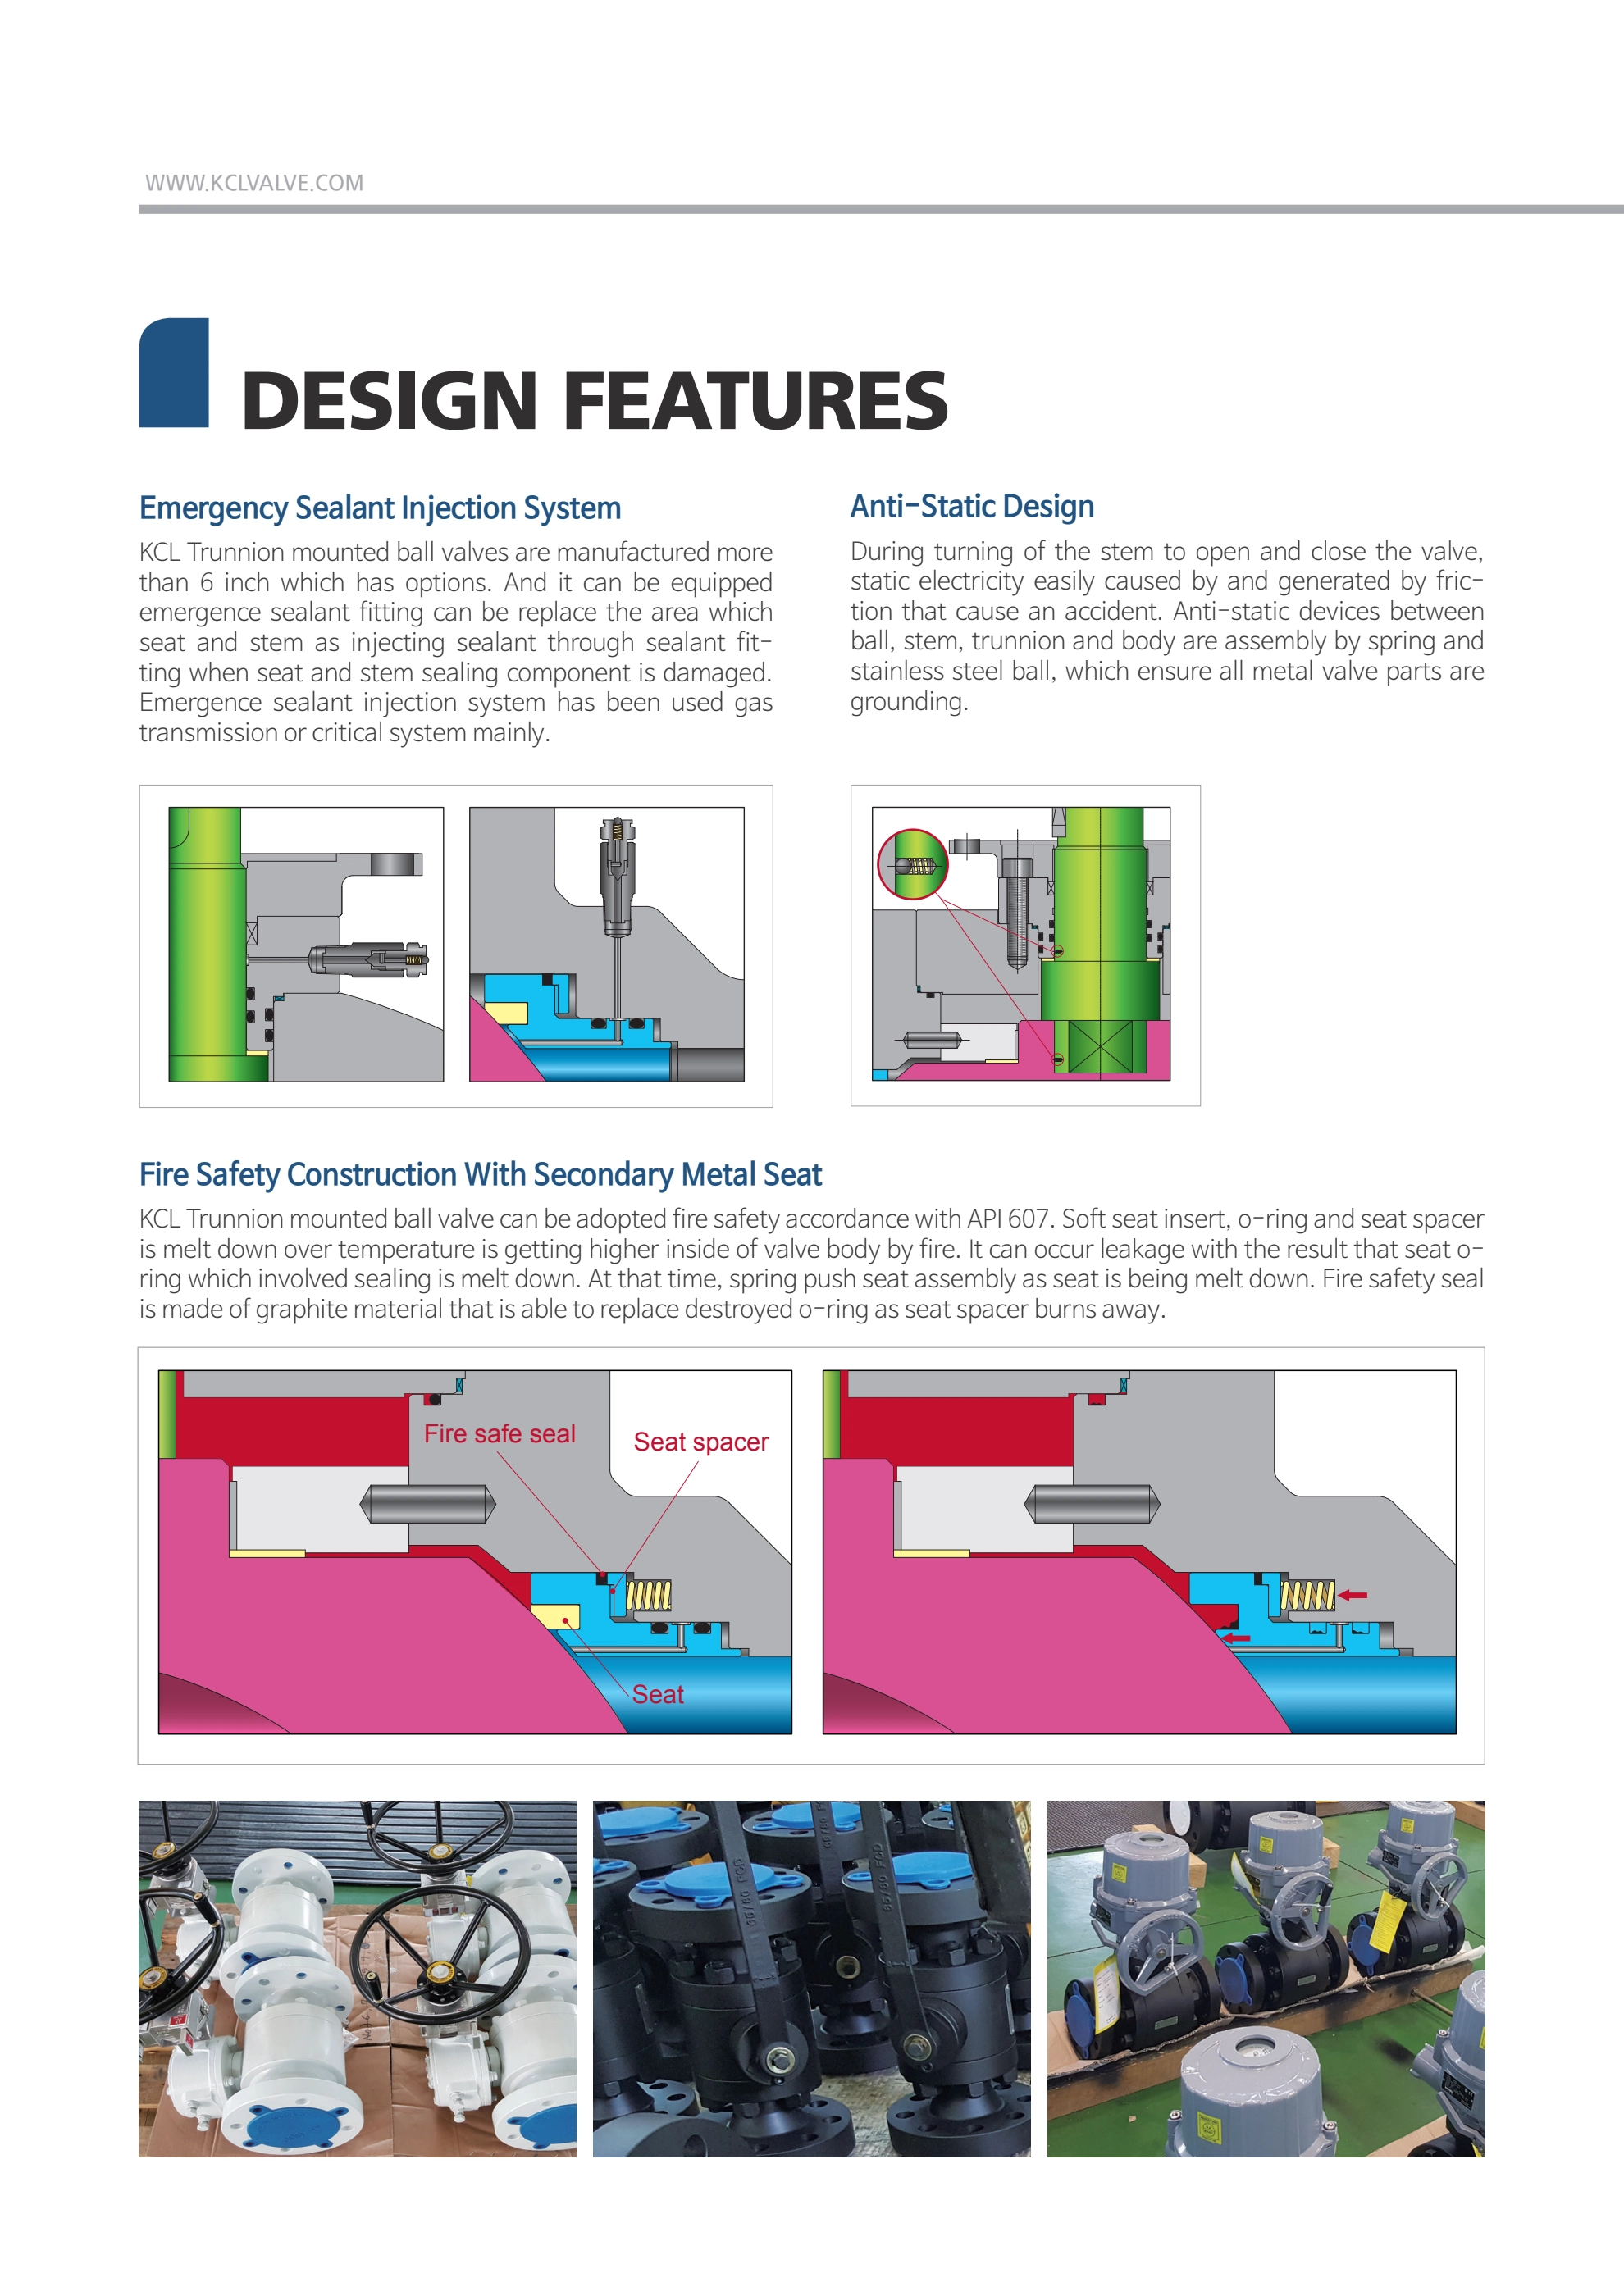 WWW.KCLVALVE.COM
DESIGN FEATURES
Emergency Sealant Injection System
KCL Trunnion mounted ball valves are manufactured more
than 6 inch which has options. And it can be equipped
emergence sealant fitting can be replace the area which
seat and stem as injecting sealant through sealant fit-
ting when seat and stem sealing component is damaged.
Emergence sealant injection system has been used gas
transmission or critical system mainly.
Anti-Static Design
During turning of the stem to open and close the valve,
static electricity easily caused by and generated by fric-
tion that cause an accident. Anti-static devices between
ball, stem, trunnion and body are assembly by spring and
stainless steel ball, which ensure all metal valve parts are
grounding.
Fire Safety Construction With Secondary Metal Seat
KCL Trunnion mounted ball valve can be adopted fire safety accordance with API 607. Soft seat insert, o-ring and seat spacer
is melt down over temperature is getting higher inside of valve body by fire. It can occur leakage with the result that seat o-
ring which involved sealing is melt down. At that time, spring push seat assembly as seat is being melt down. Fire safety seal
is made of graphite material that is able to replace destroyed o-ring as seat spacer burns away.
Fire safe seal
Seat spacer
Seat
65/80 FOD
65/80 FOD